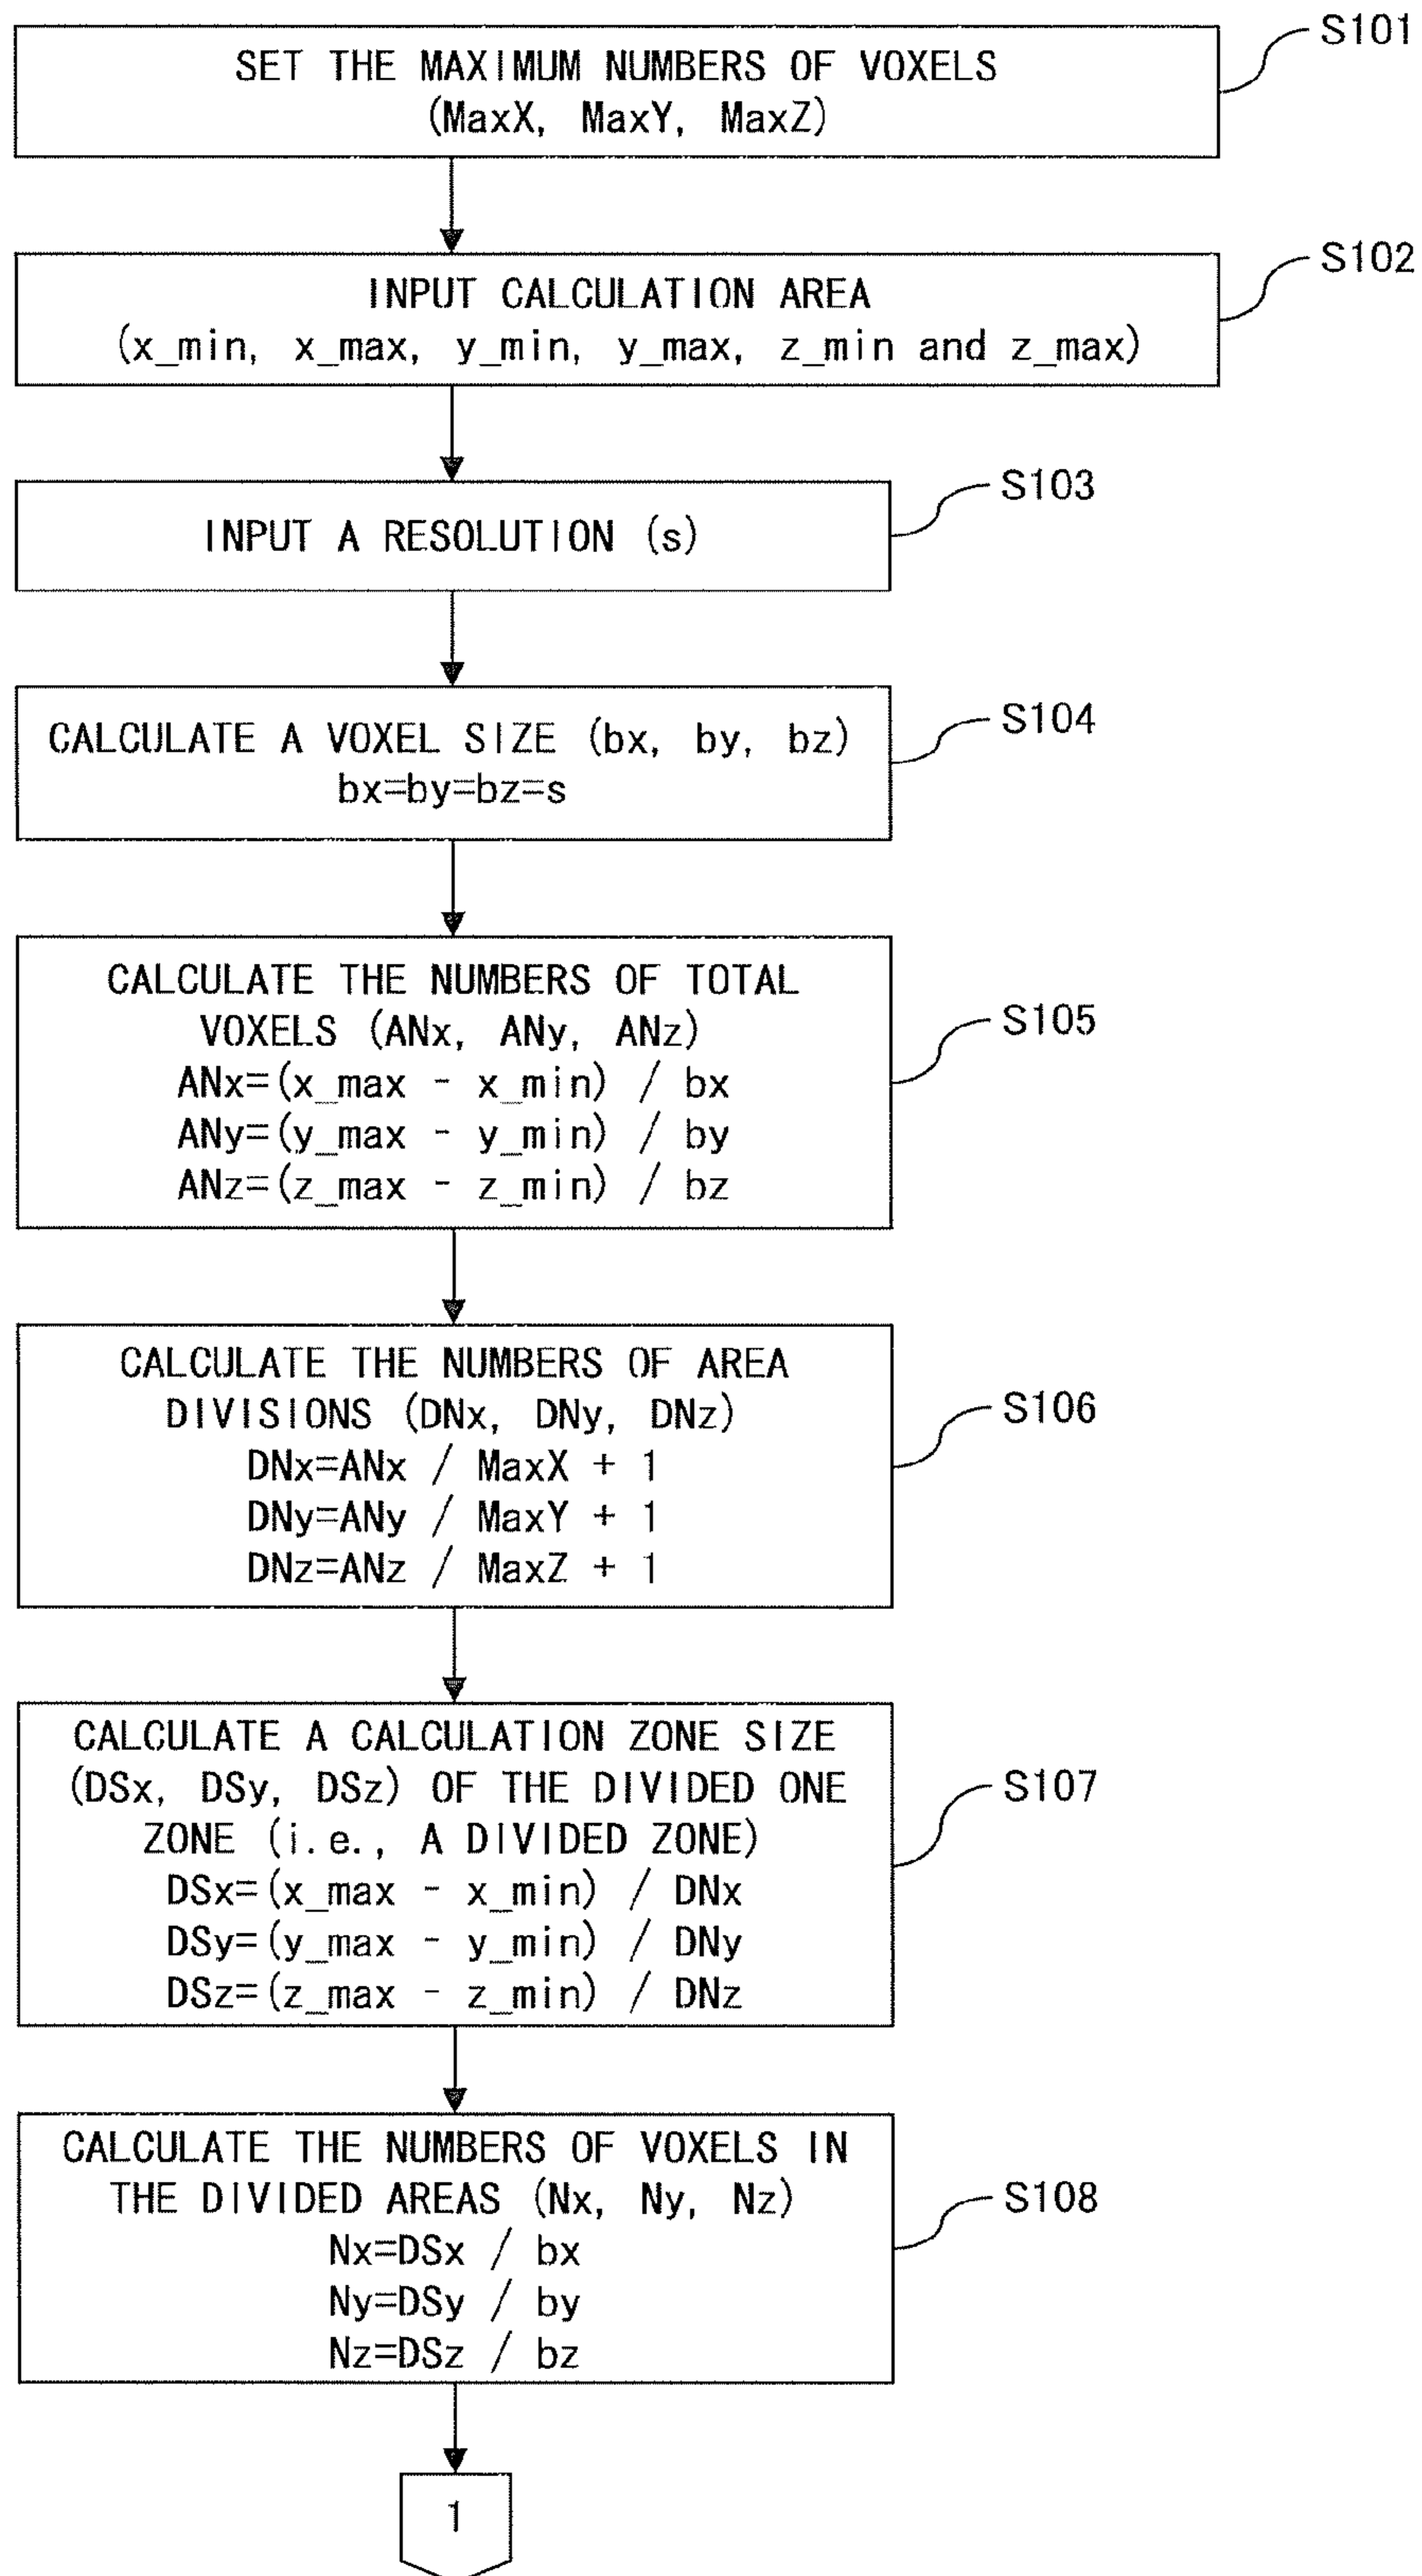 SET THE MAXIMUM NUMBERS OF VOXELS
(MaxX, MaxY, MaxZ)
S101
INPUT CALCULATION AREA
(x_min, x_max, y_min, y_max, z_min and z_max)
S102
INPUT A RESOLUTION (s)
S103
CALCULATE A VOXEL SIZE (bx, by, bz)
bx=by=bz=s
S104
CALCULATE THE NUMBERS OF TOTAL
VOXELS (ANx, ANy, ANz)
ANx=(x_max - x_min) / bx
ANy=(y_max - y_min) / by
ANz=(z_max - z_min) / bz
S105
CALCULATE THE NUMBERS OF AREA
DIVISIONS (DNx, DNy, DNz)
DNx=ANx / MaxX + 1
DNy=ANy / MaxY + 1
DNz=ANz / MaxZ + 1
S106
CALCULATE A CALCULATION ZONE SIZE
(DSx, DSy, DSz) OF THE DIVIDED ONE
ZONE (i.e., A DIVIDED ZONE)
DSx=(x_max - x_min) / DNx
DSy=(y_max - y_min) / DNy
DSz=(z_max - z_min) / DNz
S107
CALCULATE THE NUMBERS OF VOXELS IN
THE DIVIDED AREAS (Nx, Ny, Nz)
Nx=DSx / bx
Ny=DSy / by
Nz=DSz / bz
S108
1